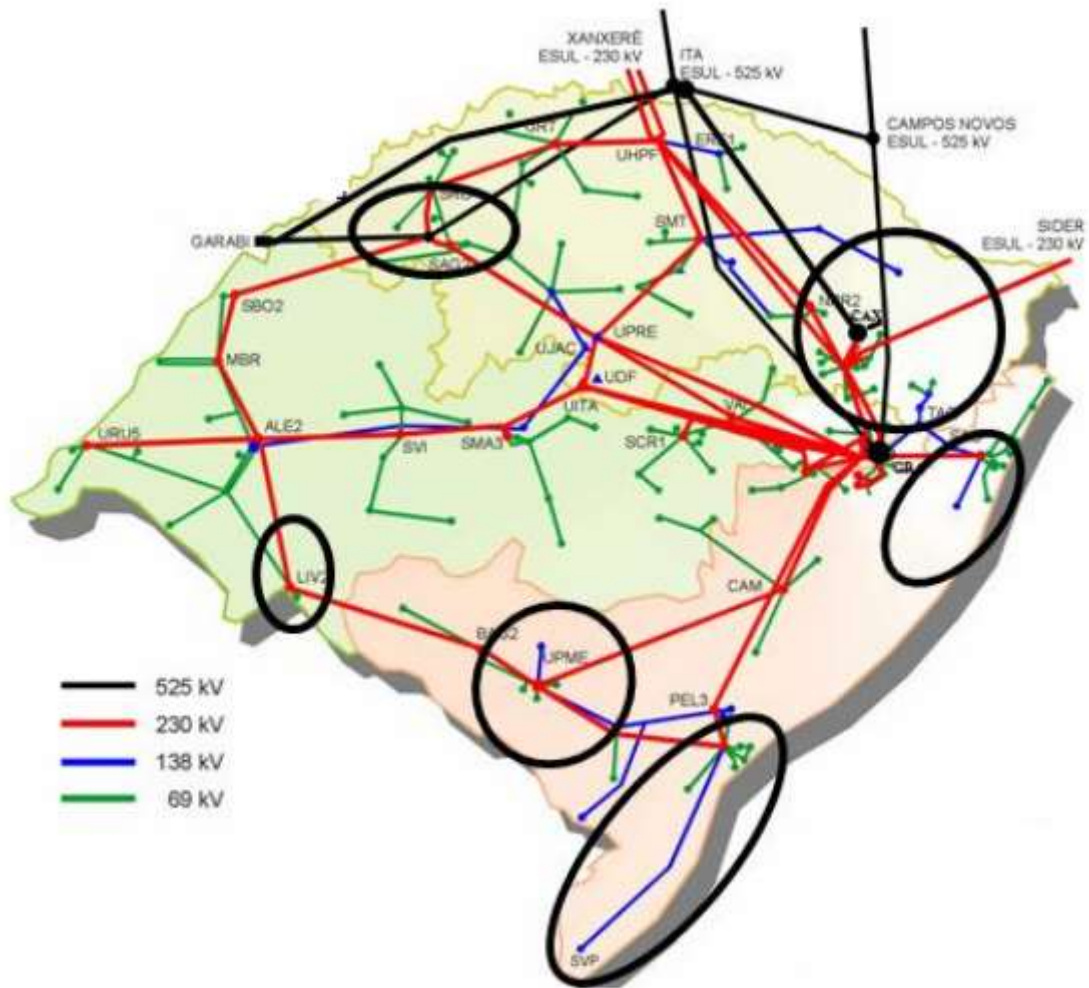 XANXERÊ
ESUL - 230 kV
ITA
ESUL - 525 kV
CAMPOS NOVOS
ESUL - 525 kV
UHPF
SMT
SIDER
ESUL - 230 kV
GARABI
SBO2
UPRE
MBR
UJAC
UDF
UITA
ALE2
SVI
SMA3
SCR1
LIV2
CAM
UPME
PEL3
SVP
525 kV
230 kV
138 kV
69 kV